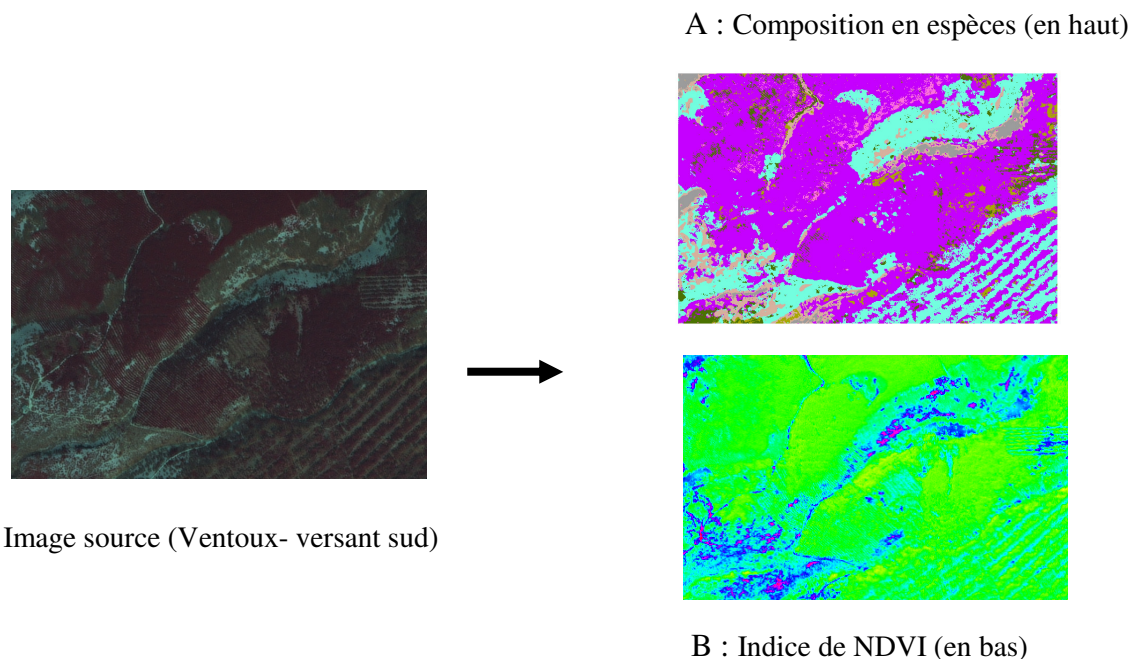 A : Composition en espèces (en haut)
Image source (Ventoux- versant sud)
B : Indice de NDVI (en bas)